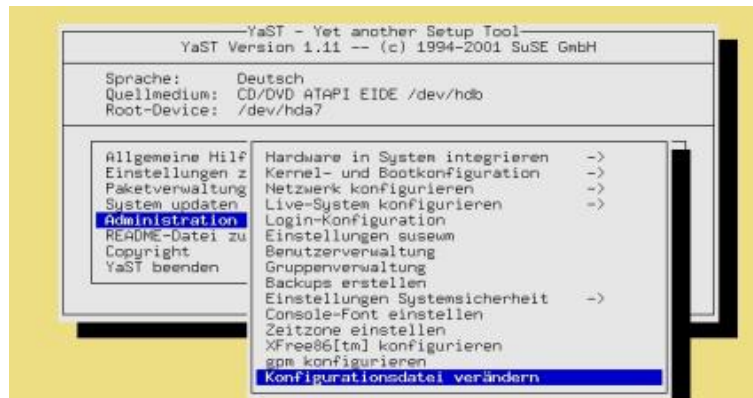 YaST - Yet another Setup Tool
YaST Version 1.11 -- (c) 1994-2001 SuSE GmbH
Sprache: Deutsch
Quellmedium: CD/DVD ATAPI EIDE /dev/hdb
Root-Device: /dev/hda7
Allgemeine Hilf
Einstellungen z
Paketverwaltung
System updaten
Administration
README-Datei zu
Copyright
YaST beenden
Hardware in System integrieren ->
Kernel- und Bootkonfiguration ->
Netzwerk konfigurieren ->
Live-System konfigurieren ->
Login-Konfiguration
Einstellungen susewm
Benutzerverwaltung
Gruppenverwaltung
Backups erstellen
Einstellungen Systemsicherheit ->
Console-Font einstellen
Zeitzone einstellen
XFree86[tm] konfigurieren
gpm konfigurieren
Konfigurationsdatei verändern